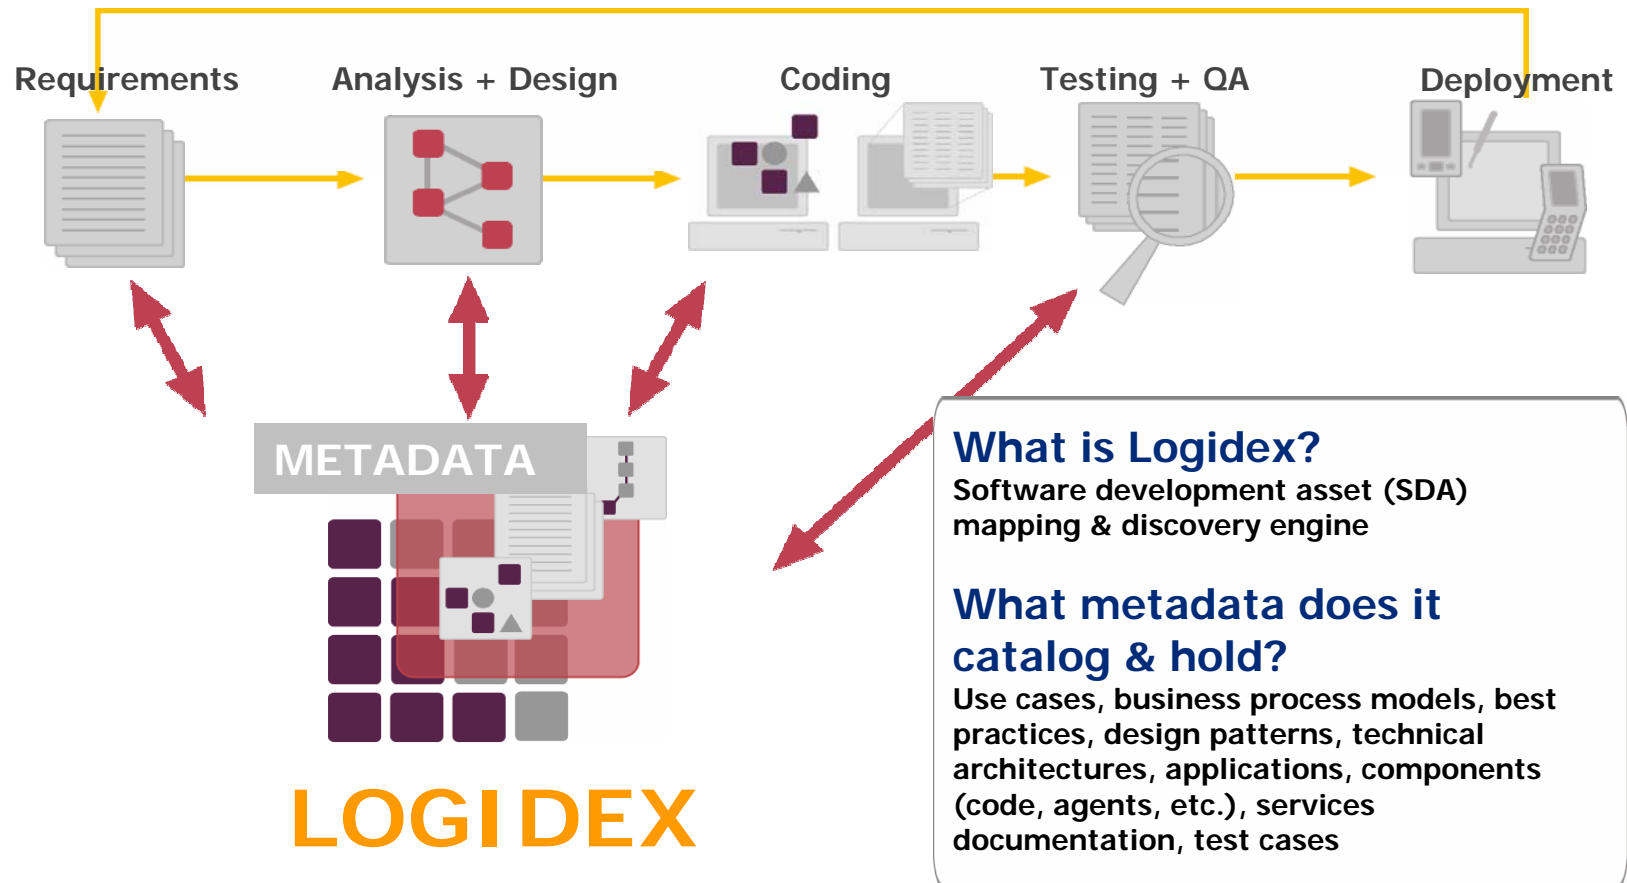 Requirements
Analysis + Design
Coding
Testing + QA
Deployment
METADATA
LOGIDEX
What is Logidex?
Software development asset (SDA)
mapping & discovery engine
What metadata does it
catalog & hold?
Use cases, business process models, best
practices, design patterns, technical
architectures, applications, components
(code, agents, etc.), services
documentation, test cases